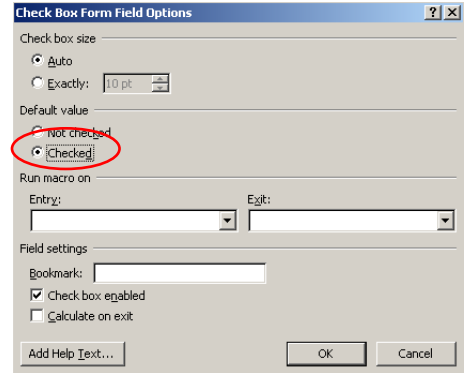 Check Box Form Field Options
Check box size
Auto
Exactly: 10 pt
Default value
Not checked
Checked
Run macro on
Entry: Exit:
Field settings
Bookmark:
Check box enabled
Calculate on exit
Add Help Text... OK Cancel